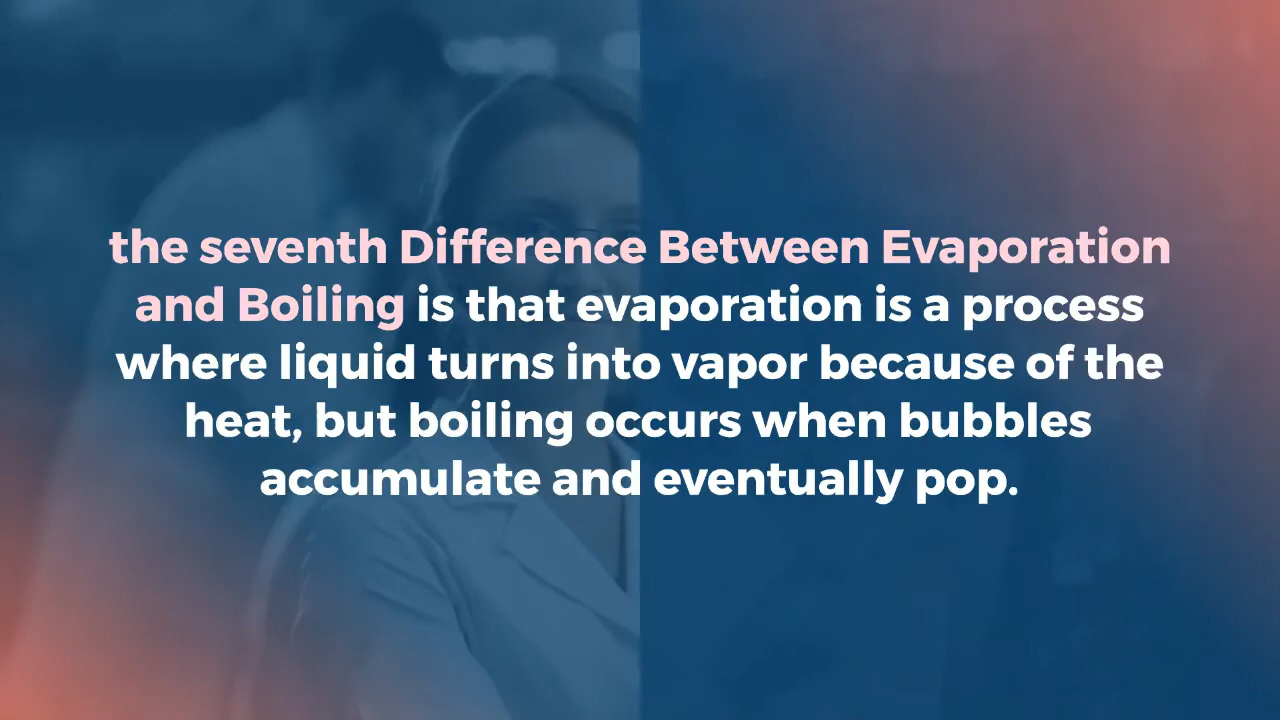 the seventh Difference Between Evaporation
and Boiling is that evaporation is a process
where liquid turns into vapor because of the
heat, but boiling occurs when bubbles
accumulate and eventually pop.